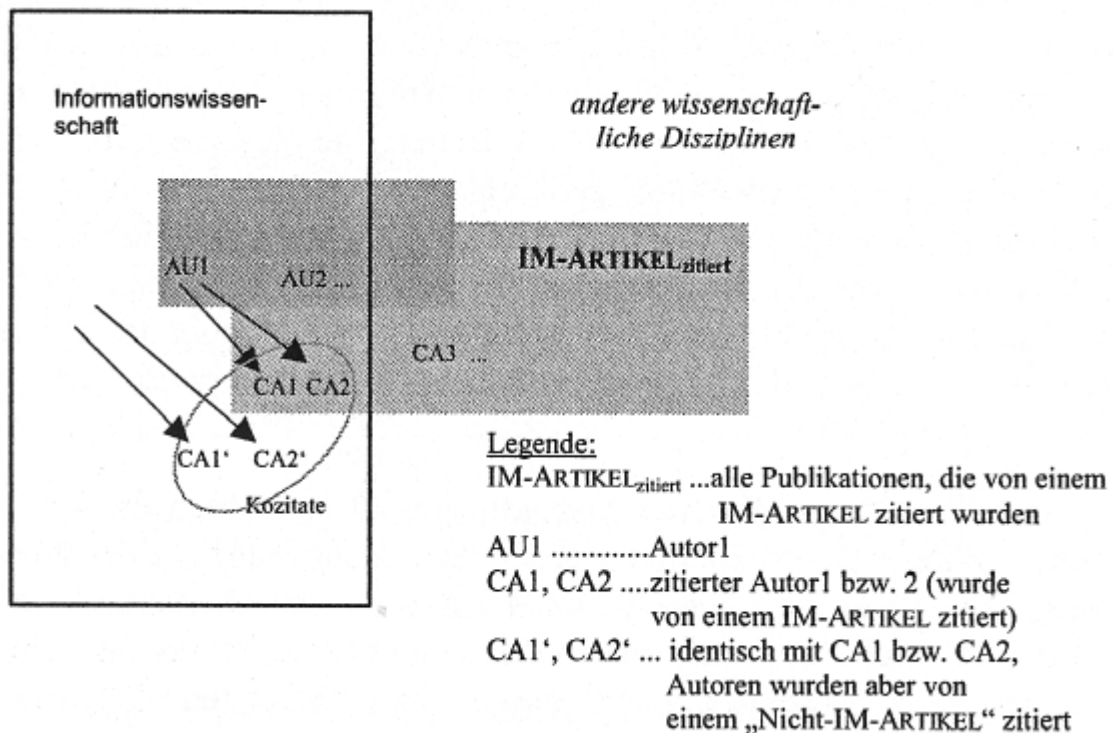 Informationswissen-
schaft
andere wissenschaft-
liche Disziplinen
IM-ARTIKELzitiert
AU1
AU2 ...
CA3 ...
CA1 CA2
CA1‘ CA2‘
Kozitate
Legende:
IM-ARTIKELzitiert ...alle Publikationen, die von einem
IM-ARTIKEL zitiert wurden
AU1 .............Autor1
CA1, CA2 ....zitierter Autor1 bzw. 2 (wurde
von einem IM-ARTIKEL zitiert)
CA1‘, CA2‘ ... identisch mit CA1 bzw. CA2,
Autoren wurden aber von
einem „Nicht-IM-ARTIKEL“ zitiert